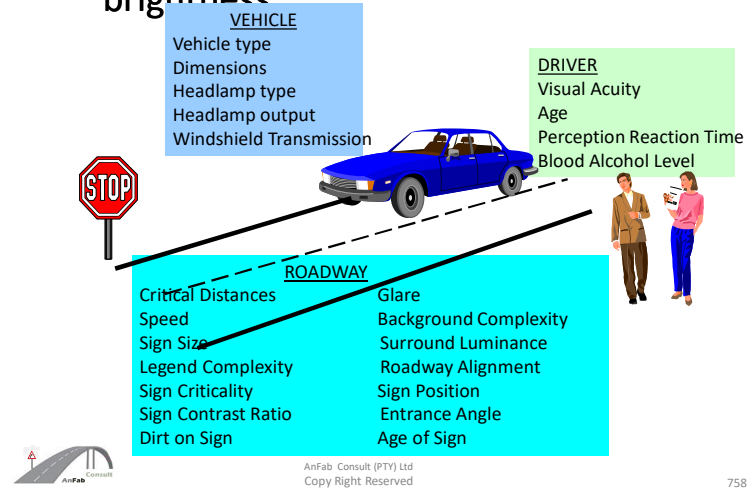 brightness
VEHICLE
Vehicle type
Dimensions
Headlamp type
Headlamp output
Windshield Transmission
DRIVER
Visual Acuity
Age
Perception Reaction Time
Blood Alcohol Level
STOP
ROADWAY
Critical Distances
Speed
Sign Size
Legend Complexity
Sign Criticality
Sign Contrast Ratio
Dirt on Sign
Glare
Background Complexity
Surround Luminance
Roadway Alignment
Sign Position
Entrance Angle
Age of Sign
AnFab Consult
AnFab Consult (PTY) Ltd
Copy Right Reserved
758